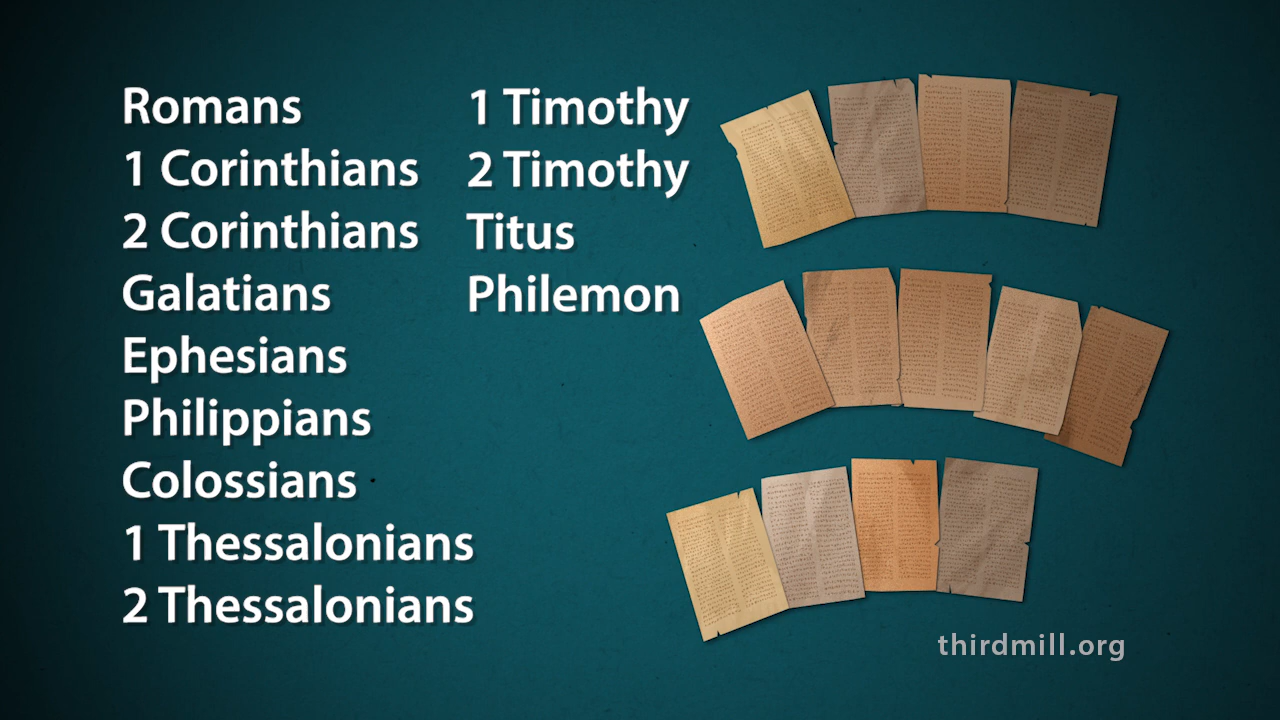 Romans
1 Corinthians
2 Corinthians
Galatians
Ephesians
Philippians
Colossians
1 Thessalonians
2 Thessalonians
1 Timothy
2 Timothy
Titus
Philemon
thirdmill.org